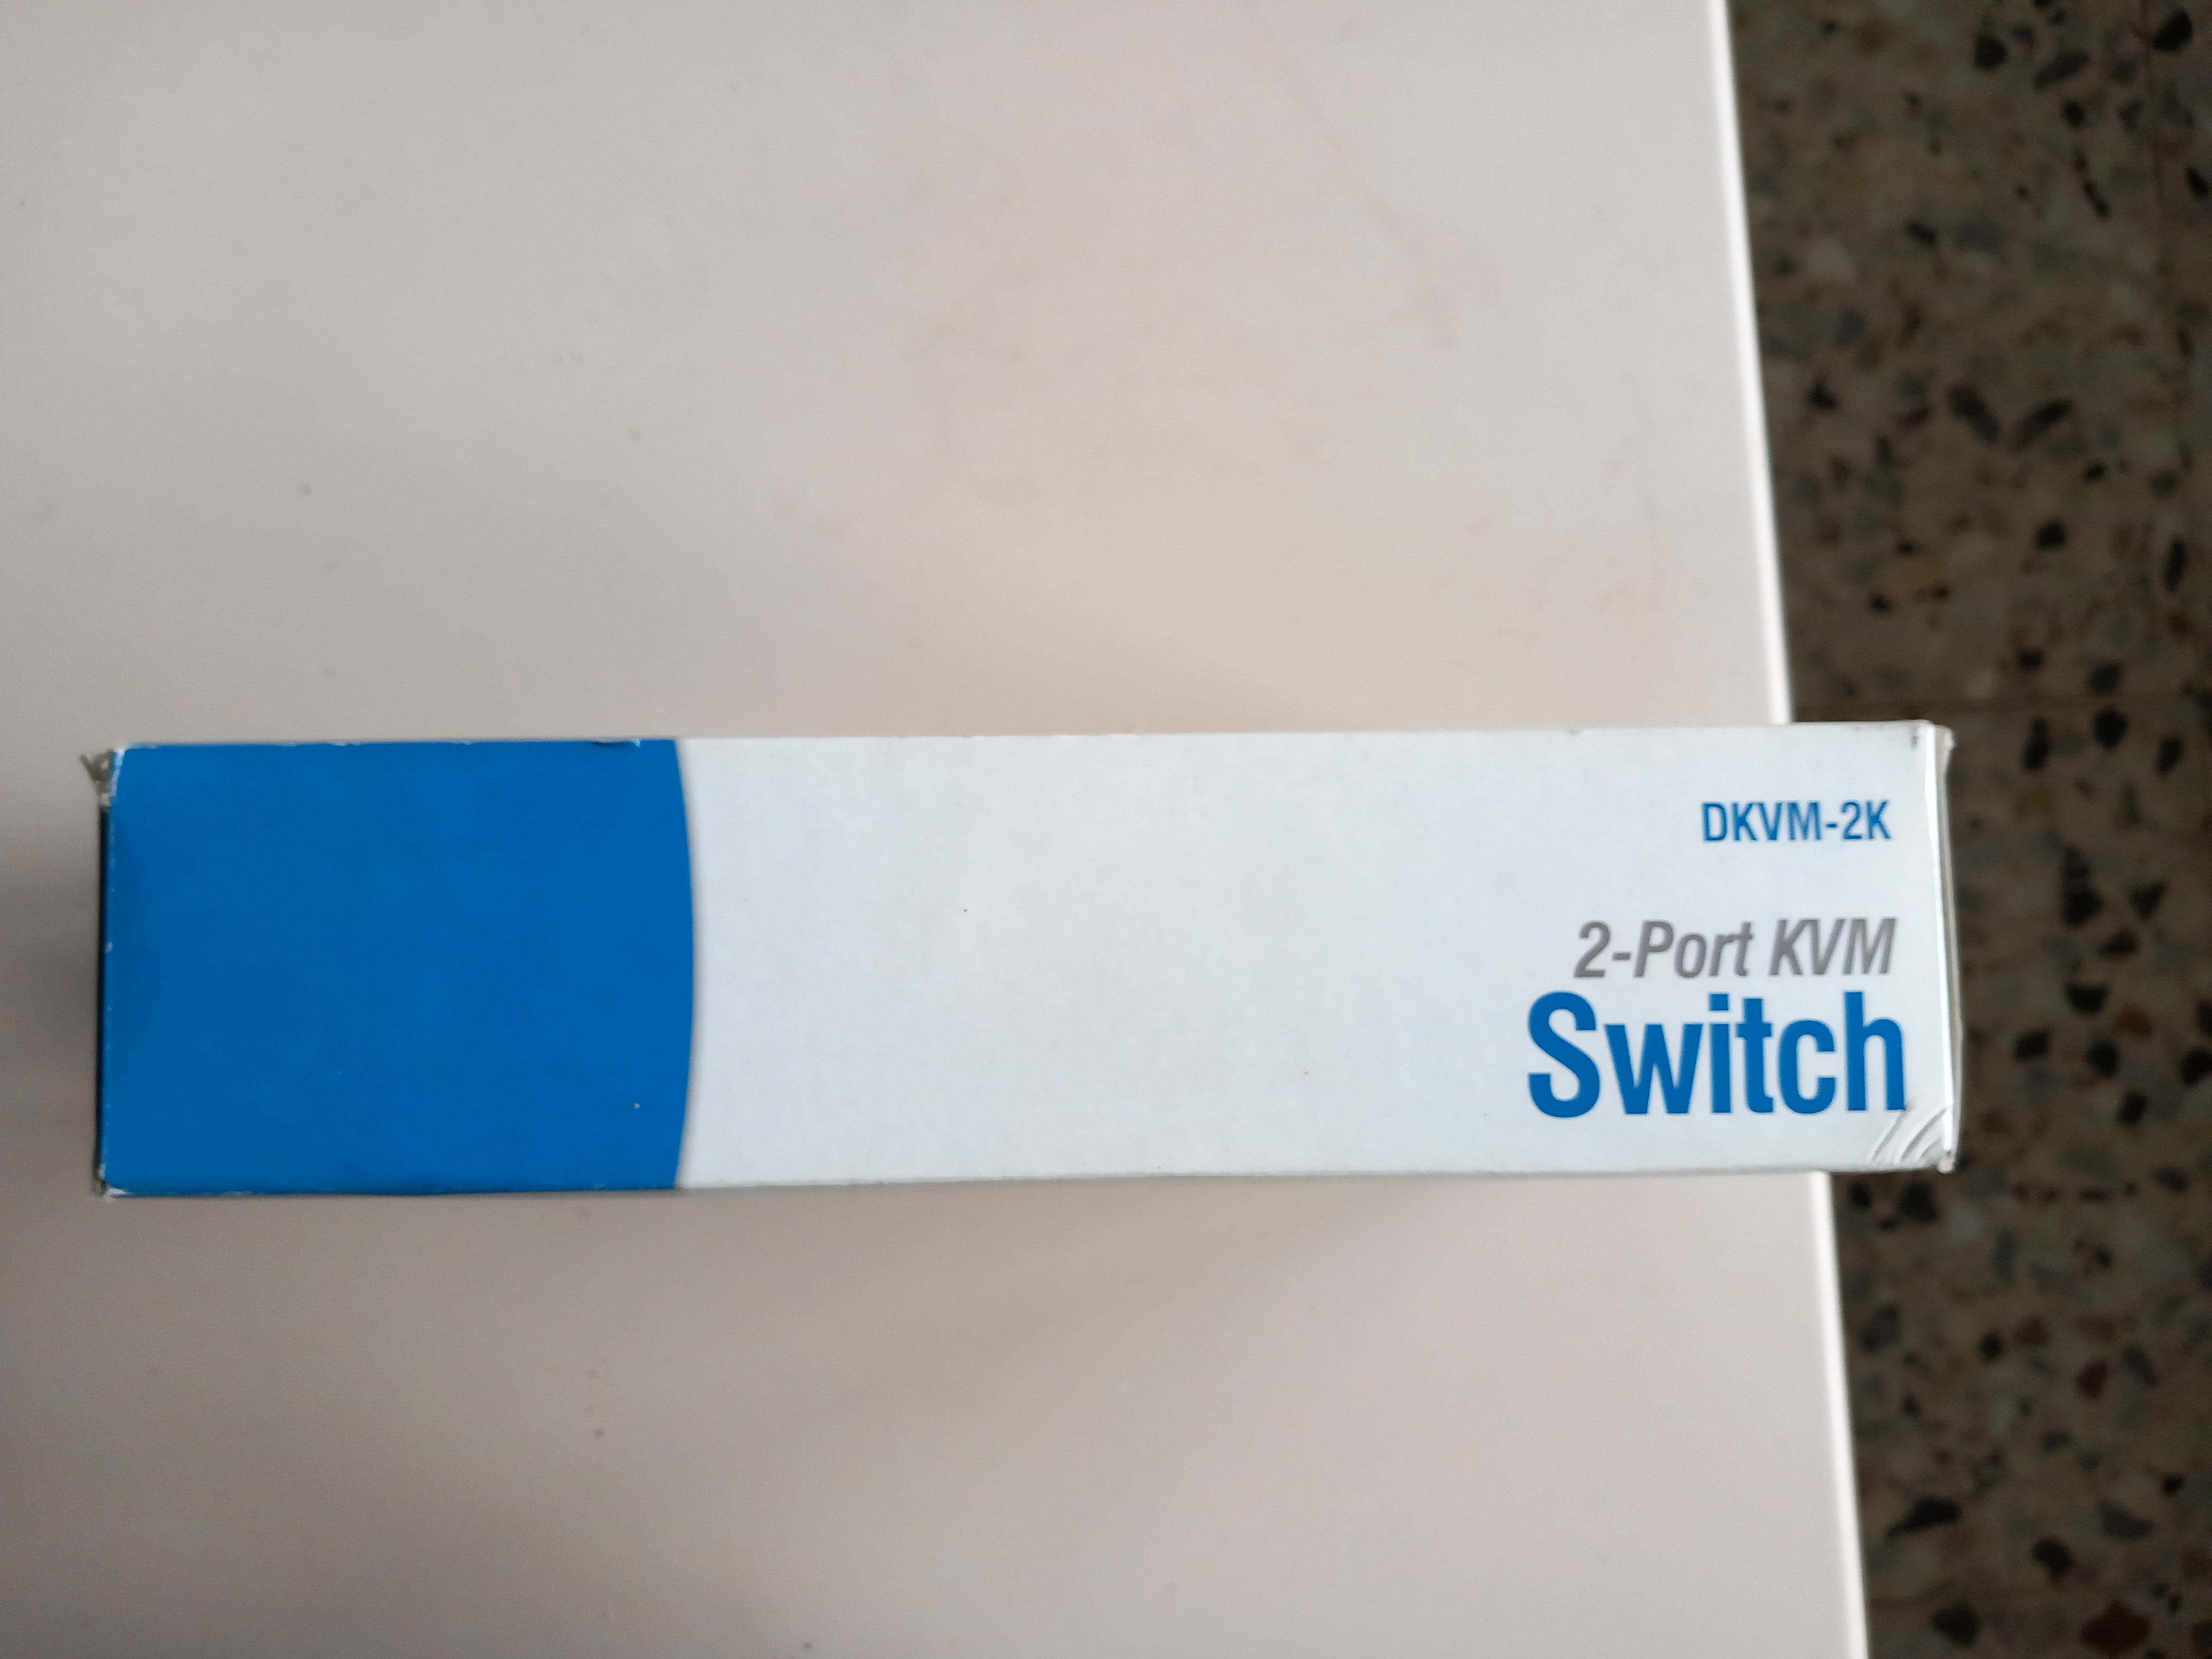 DKVM-2K
2-Port KVM
Switch